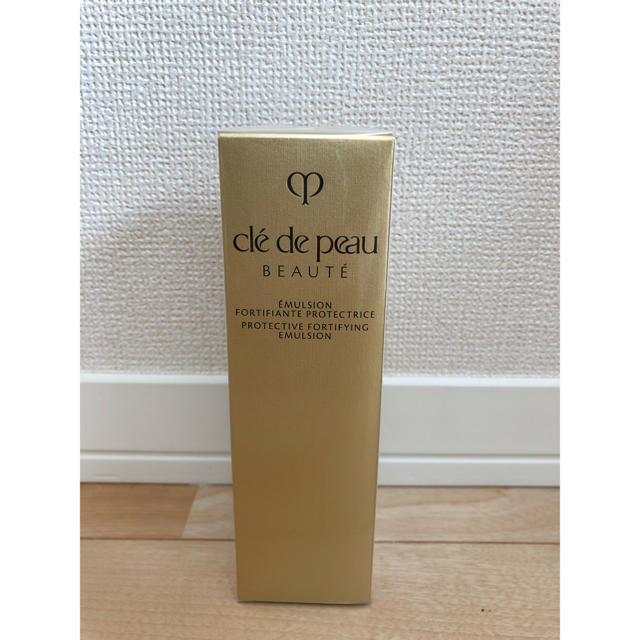 clé de peau
BEAUTÉ
ÉMULSION
FORTIFIANTE PROTECTRICE
PROTECTIVE FORTIFYING
EMULSION